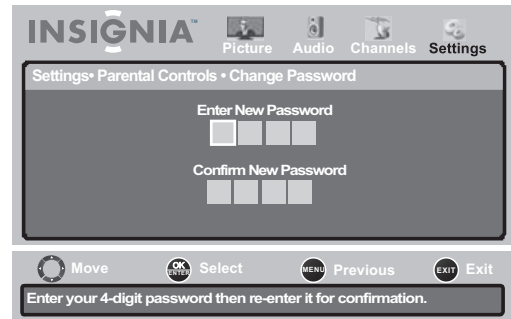 INSIGNIA™
Picture Audio Channels Settings
Settings• Parental Controls • Change Password
Enter New Password
Confirm New Password
Move OK ENTER Select MENU Previous EXIT Exit
Enter your 4-digit password then re-enter it for confirmation.